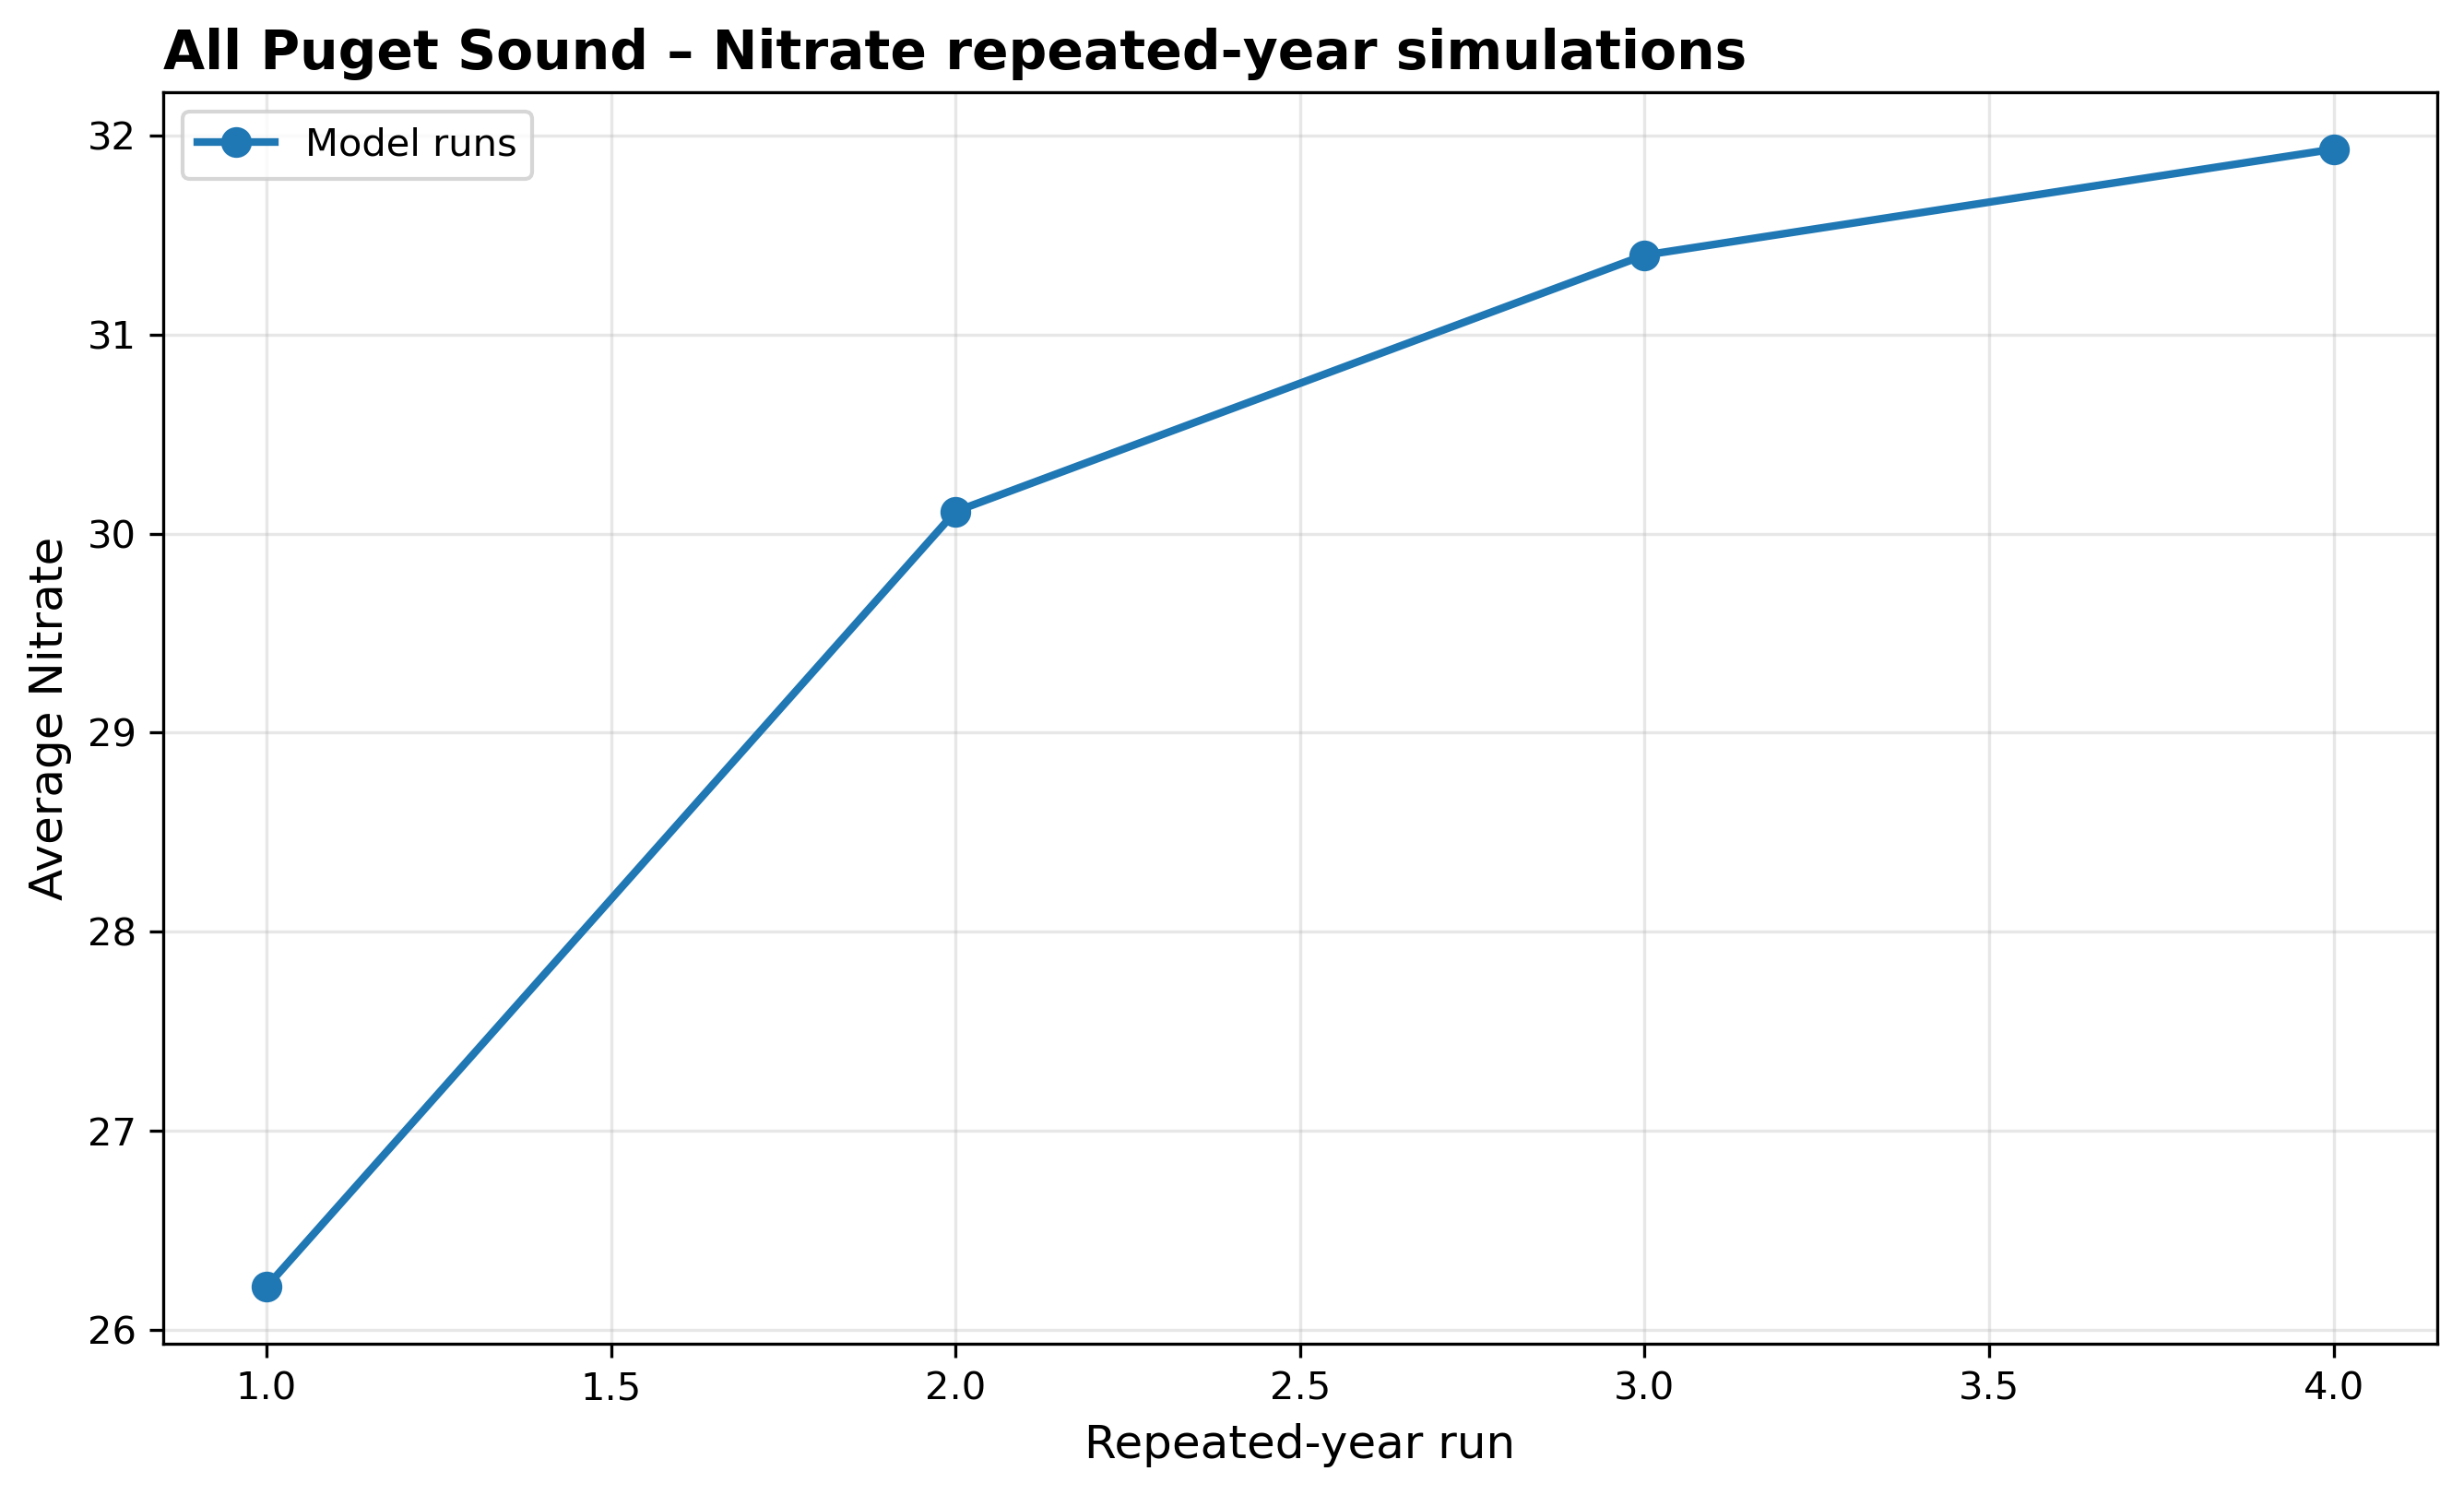 All Puget Sound – Nitrate repeated-year simulations
Model runs
Average Nitrate
32
31
30
29
28
27
26
1.0 1.5 2.0 2.5 3.0 3.5 4.0
Repeated-year run